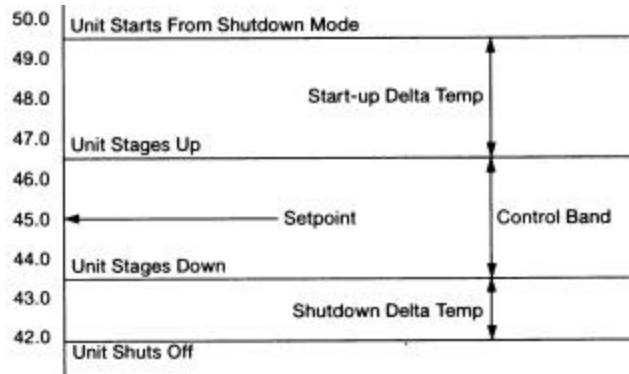 50.0 Unit Starts From Shutdown Mode
49.0
48.0 Start-up Delta Temp
47.0 Unit Stages Up
46.0
45.0 Setpoint Control Band
44.0 Unit Stages Down
43.0 Shutdown Delta Temp
42.0
Unit Shuts Off